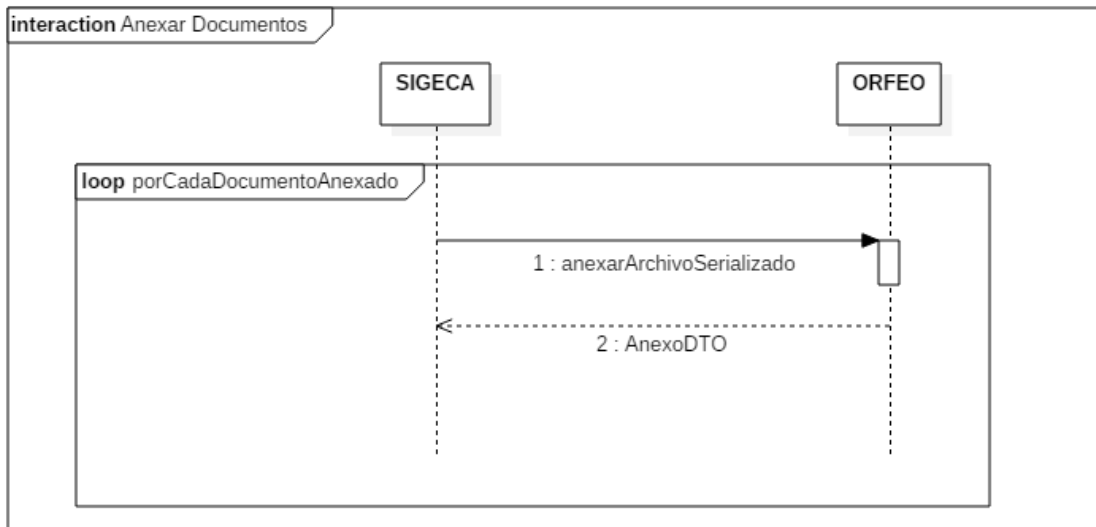 interaction Anexar Documentos
SIGECA
ORFEO
loop porCadaDocumentoAnexado
1 : anexarArchivoSerializado
2 : AnexoDTO